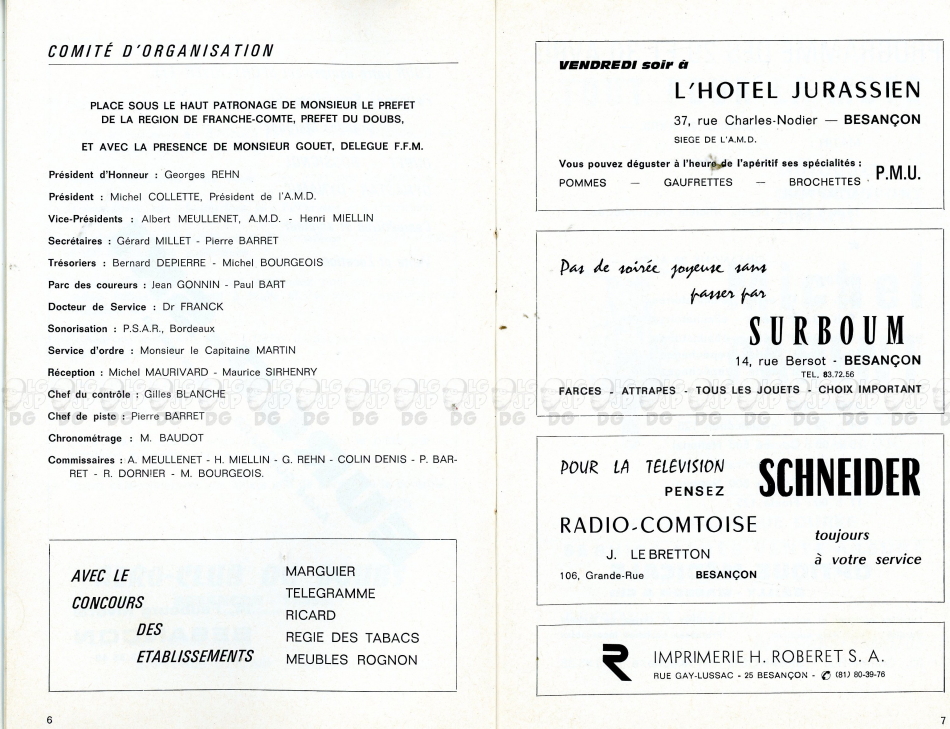 COMITÉ D'ORGANISATION
PLACE SOUS LE HAUT PATRONAGE DE MONSIEUR LE PREFET
DE LA REGION DE FRANCHE-COMTE, PREFET DU DOUBS,
ET AVEC LA PRESENCE DE MONSIEUR GOUET, DELEGUE F.F.M.
Président d'Honneur : Georges REHN
Président : Michel COLLETTE, Président de l'A.M.D.
Vice-Présidents : Albert MEULLENET, A.M.D. - Henri MIELLIN
Secrétaires : Gérard MILLET - Pierre BARRET
Trésoriers : Bernard DEPIERRE - Michel BOURGEOIS
Parc des coureurs : Jean GONNIN - Paul BART
Docteur de Service : Dr FRANCK
Sonorisation : P.S.A.R., Bordeaux
Service d'ordre : Monsieur le Capitaine MARTIN
Réception : Michel MAURIVARD - Maurice SIRHENRY
Chef du contrôle : Gilles BLANCHE
Chef de piste : Pierre BARRET
Chronométrage : M. BAUDOT
Commissaires : A. MEULLENET - H. MIELLIN - G. REHN - COLIN DENIS - P. BAR-
RET - R. DORNIER - M. BOURGEOIS.
AVEC LE
CONCOURS
DES
ETABLISSEMENTS
MARGUIER
TELEGRAMME
RICARD
REGIE DES TABACS
MEUBLES ROGNON
6
VENDREDI soir à
L'HOTEL JURASSIEN
37, rue Charles-Nodier — BESANÇON
SIEGE DE L'A.M.D.
Vous pouvez déguster à l'heure de l'apéritif ses spécialités :
POMMES — GAUFRETTES — BROCHETTES
P.M.U.
Pas de soirée joyeuse sans
passer par
SURBOUM
14, rue Bersot - BESANÇON
TEL. 83.72.56
FARCES - ATTRAPES - TOUS LES JOUETS - CHOIX IMPORTANT
POUR LA TELEVISION
PENSEZ
SCHNEIDER
RADIO-COMTOISE
J. LE BRETTON
106, Grande-Rue BESANÇON
toujours
à votre service
IMPRIMERIE H. ROBERET S. A.
RUE GAY-LUSSAC - 25 BESANÇON - ✆ (81) 80-39-76
7